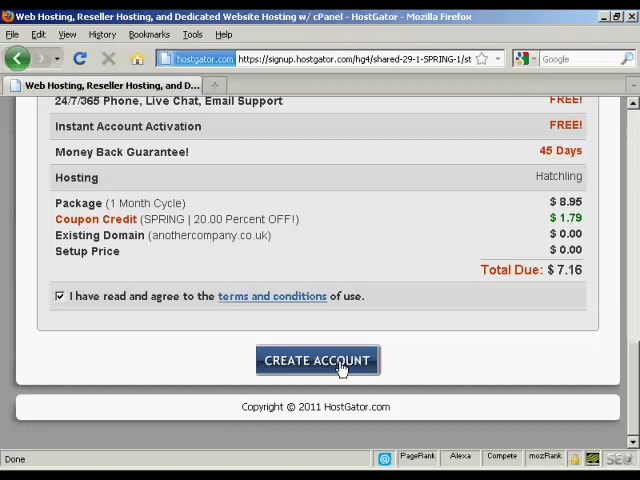 Web Hosting, Reseller Hosting, and Dedicated Website Hosting w/ cPanel - HostGator - Mozilla Firefox
File Edit View History Bookmarks Tools Help
hostgator.com https://signup.hostgator.com/hg4/shared-29-1-SPRING-1/st Google
Web Hosting, Reseller Hosting, and D...
24/7/365 Phone, Live Chat, Email Support FREE!
Instant Account Activation FREE!
Money Back Guarantee! 45 Days
Hosting Hatchling
Package (1 Month Cycle) $ 8.95
Coupon Credit (SPRING | 20.00 Percent OFF!) $ 1.79
Existing Domain (anothercompany.co.uk) $ 0.00
Setup Price $ 0.00
Total Due: $ 7.16
I have read and agree to the terms and conditions of use.
CREATE ACCOUNT
Copyright © 2011 HostGator.com
Done PageRank Alexa Compete mozRank SEO